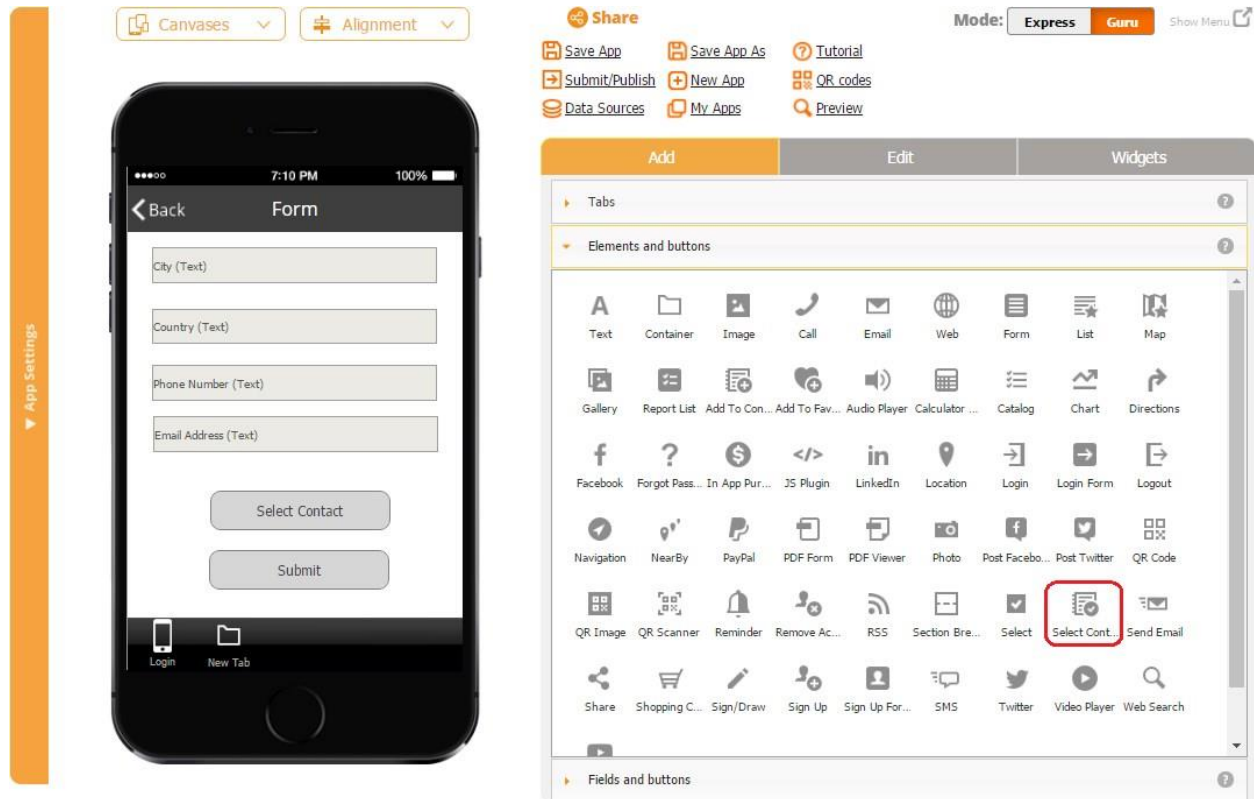 Canvases
Alignment
Share
Mode: Express Guru Show Menu
Save App Save App As Tutorial
Submit/Publish New App QR codes
Data Sources My Apps Preview
App Settings
7:10 PM 100%
Back Form
City (Text)
Country (Text)
Phone Number (Text)
Email Address (Text)
Select Contact
Submit
Login New Tab
Add Edit Widgets
Tabs ?
Elements and buttons ?
Text Container Image Call Email Web Form List Map
Gallery Report List Add To Con... Add To Fav... Audio Player Calculator ... Catalog Chart Directions
Facebook Forgot Pass... In App Pur... JS Plugin LinkedIn Location Login Login Form Logout
Navigation NearBy PayPal PDF Form PDF Viewer Photo Post Facebo... Post Twitter QR Code
QR Image QR Scanner Reminder Remove Ac... RSS Section Bre... Select Select Cont... Send Email
Share Shopping C... Sign/Draw Sign Up Sign Up For... SMS Twitter Video Player Web Search
Fields and buttons ?